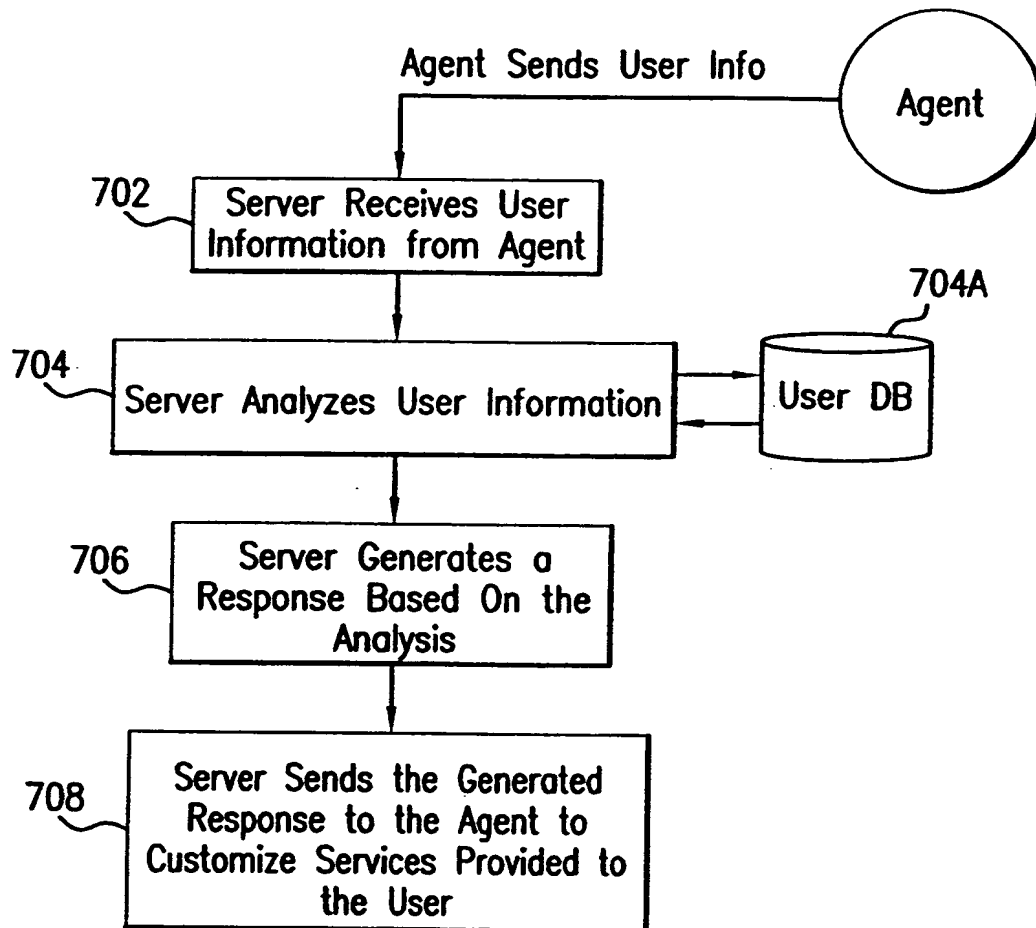 Agent Sends User Info
Agent
702
Server Receives User
Information from Agent
704A
704
Server Analyzes User Information
User DB
706
Server Generates a
Response Based On the
Analysis
708
Server Sends the Generated
Response to the Agent to
Customize Services Provided to
the User